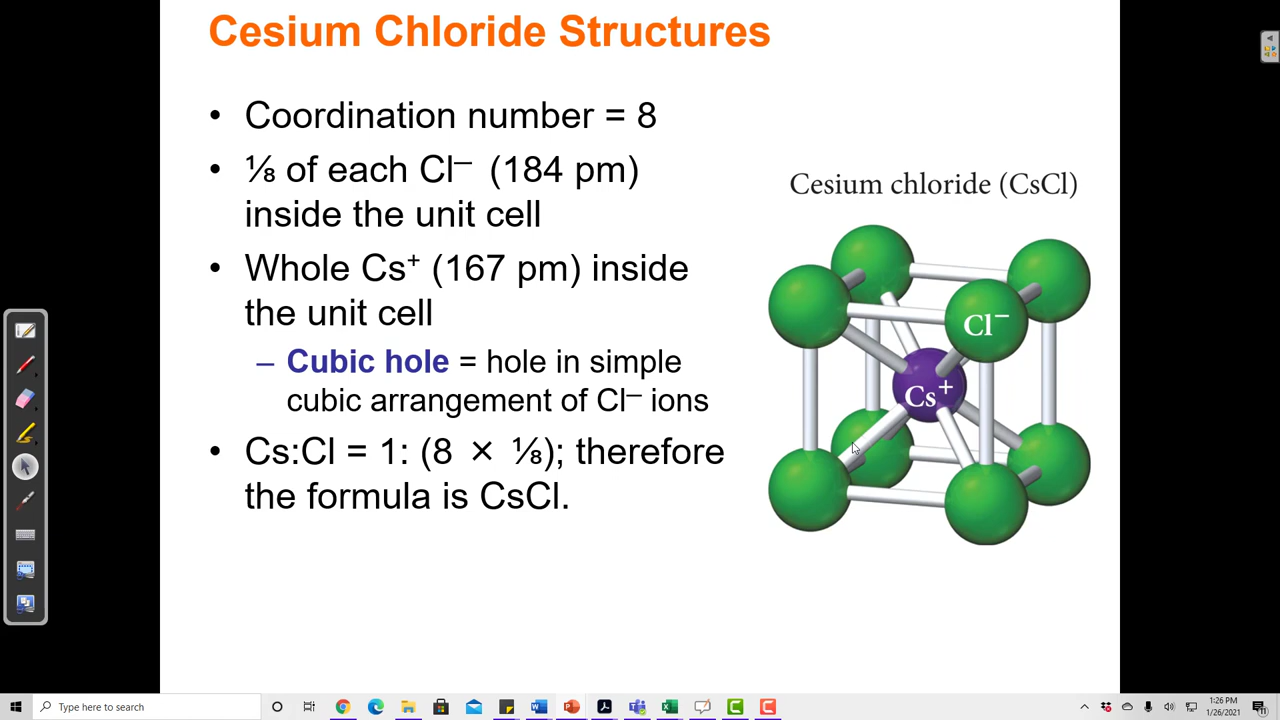 Cesium Chloride Structures
• Coordination number = 8
• ⅛ of each Cl⁻ (184 pm)
inside the unit cell
• Whole Cs⁺ (167 pm) inside
the unit cell
– Cubic hole = hole in simple
cubic arrangement of Cl⁻ ions
• Cs:Cl = 1: (8 × ⅛); therefore
the formula is CsCl.
Cesium chloride (CsCl)
Cl⁻
Cs⁺
Type here to search
1:26 PM
1/26/2021